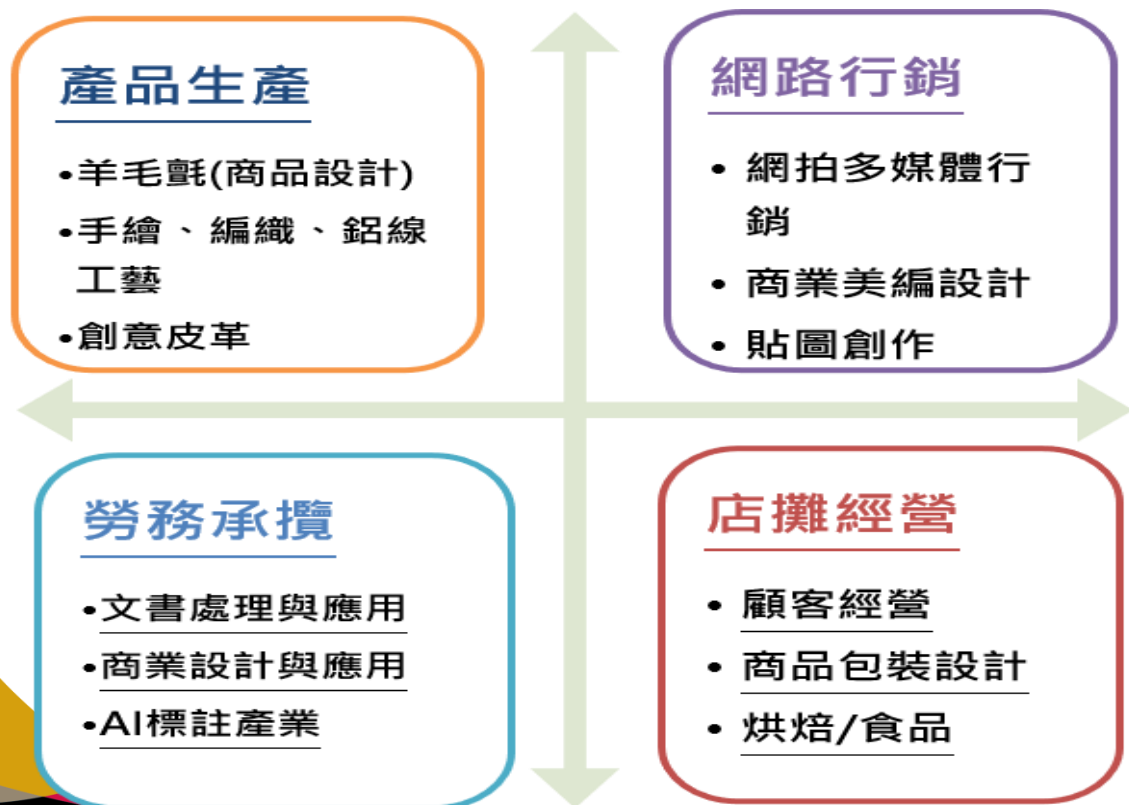 產品生產
•羊毛氈(商品設計)
•手繪、編織、鋁線
工藝
•創意皮革
網路行銷
• 網拍多媒體行
銷
• 商業美編設計
• 貼圖創作
勞務承攬
•文書處理與應用
•商業設計與應用
•AI標註產業
店攤經營
• 顧客經營
• 商品包裝設計
• 烘焙/食品